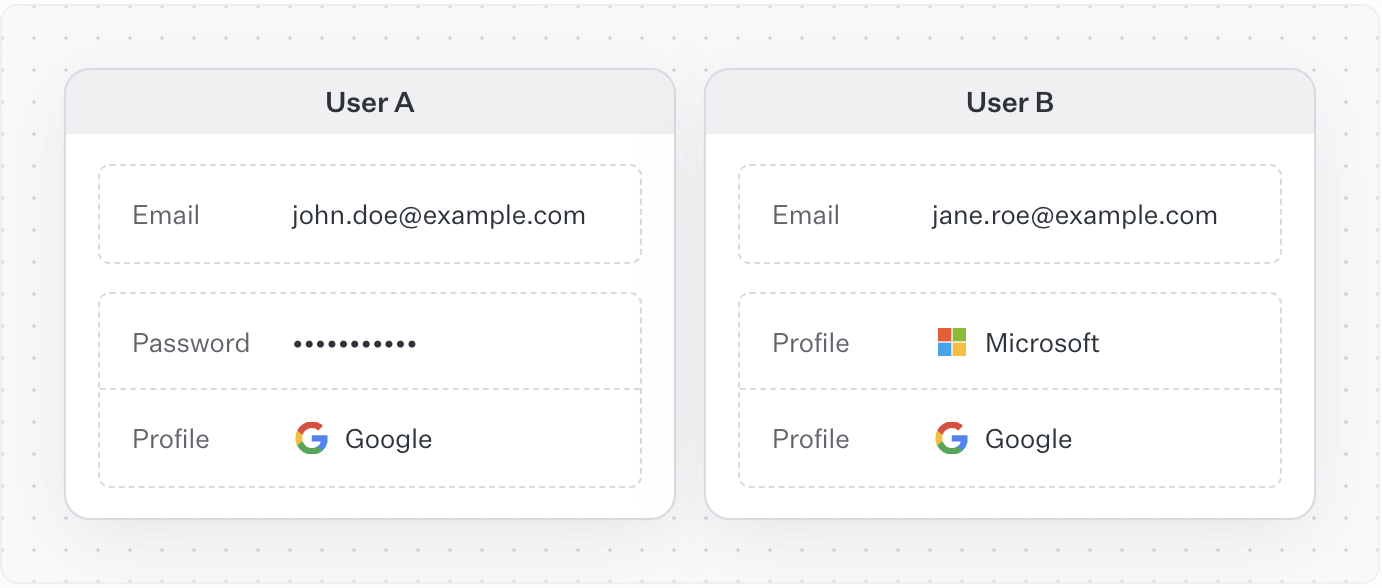 User A
Email john.doe@example.com
Password •••••••••••
Profile Google
User B
Email jane.roe@example.com
Profile Microsoft
Profile Google